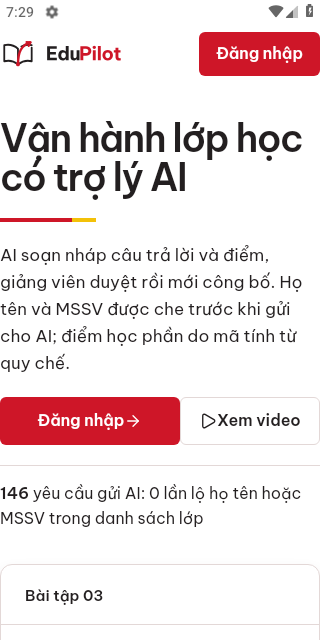 7:29
EduPilot
Đăng nhập
Vận hành lớp học
có trợ lý AI
AI soạn nháp câu trả lời và điểm,
giảng viên duyệt rồi mới công bố. Họ
tên và MSSV được che trước khi gửi
cho AI; điểm học phần do mã tính từ
quy chế.
Đăng nhập
Xem video
146 yêu cầu gửi AI: 0 lần lộ họ tên hoặc
MSSV trong danh sách lớp
Bài tập 03